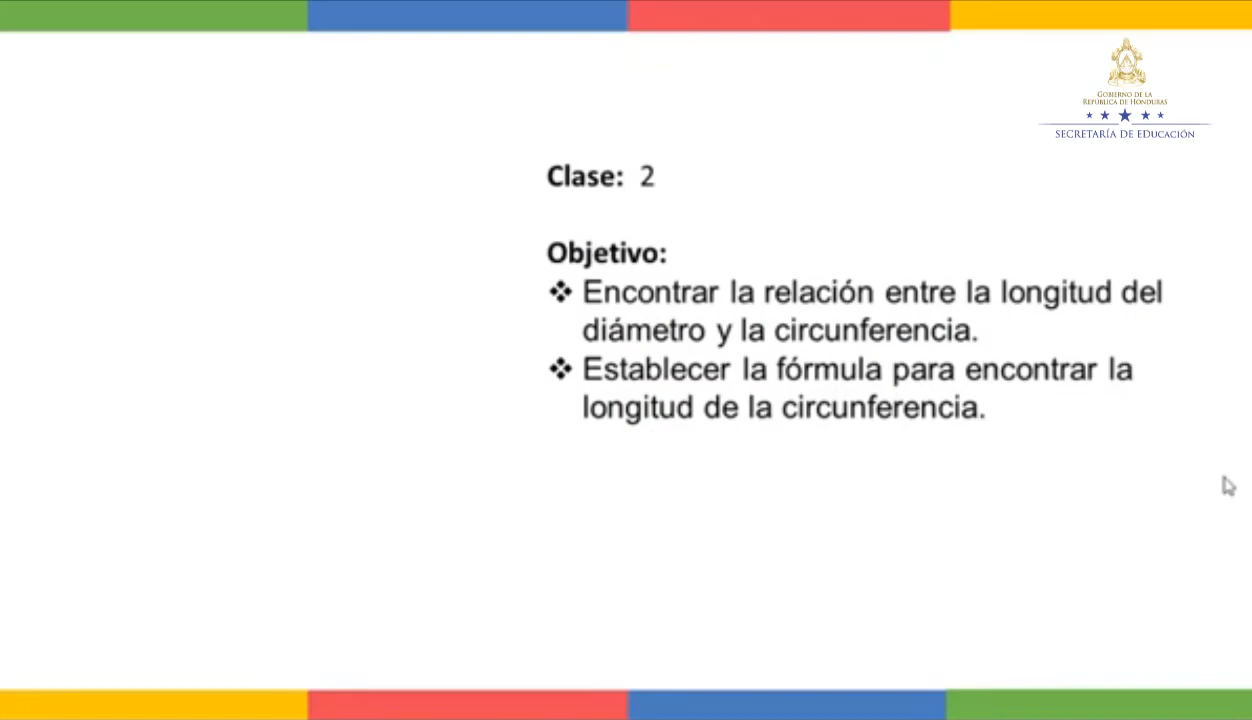 GOBIERNO DE LA
REPÚBLICA DE HONDURAS
SECRETARÍA DE EDUCACIÓN
Clase: 2
Objetivo:
❖ Encontrar la relación entre la longitud del
diámetro y la circunferencia.
❖ Establecer la fórmula para encontrar la
longitud de la circunferencia.